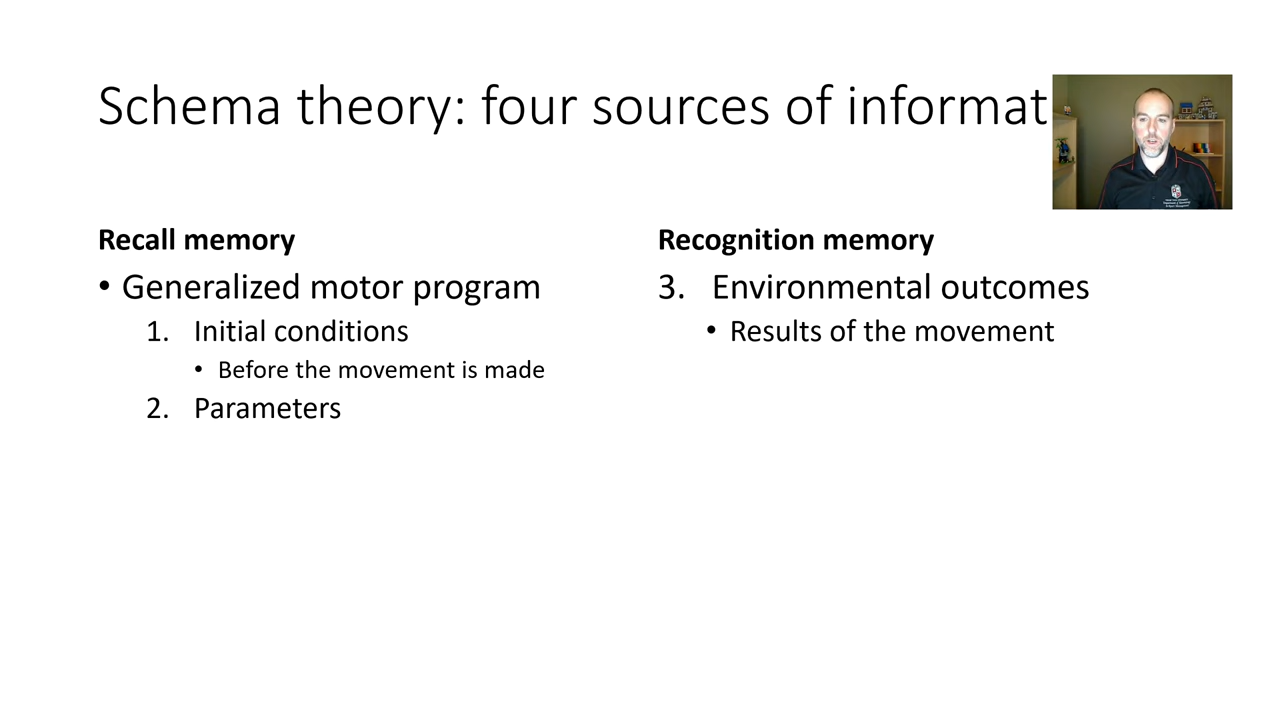 Schema theory: four sources of informat
Recall memory
• Generalized motor program
1. Initial conditions
• Before the movement is made
2. Parameters
Recognition memory
3. Environmental outcomes
• Results of the movement